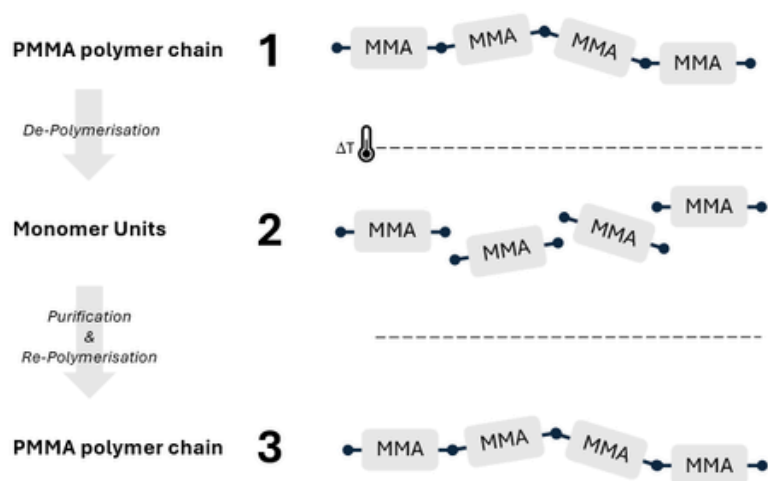 PMMA polymer chain 1 MMA MMA MMA MMA
De-Polymerisation
ΔT
Monomer Units 2 MMA MMA MMA MMA
Purification
&
Re-Polymerisation
PMMA polymer chain 3 MMA MMA MMA MMA